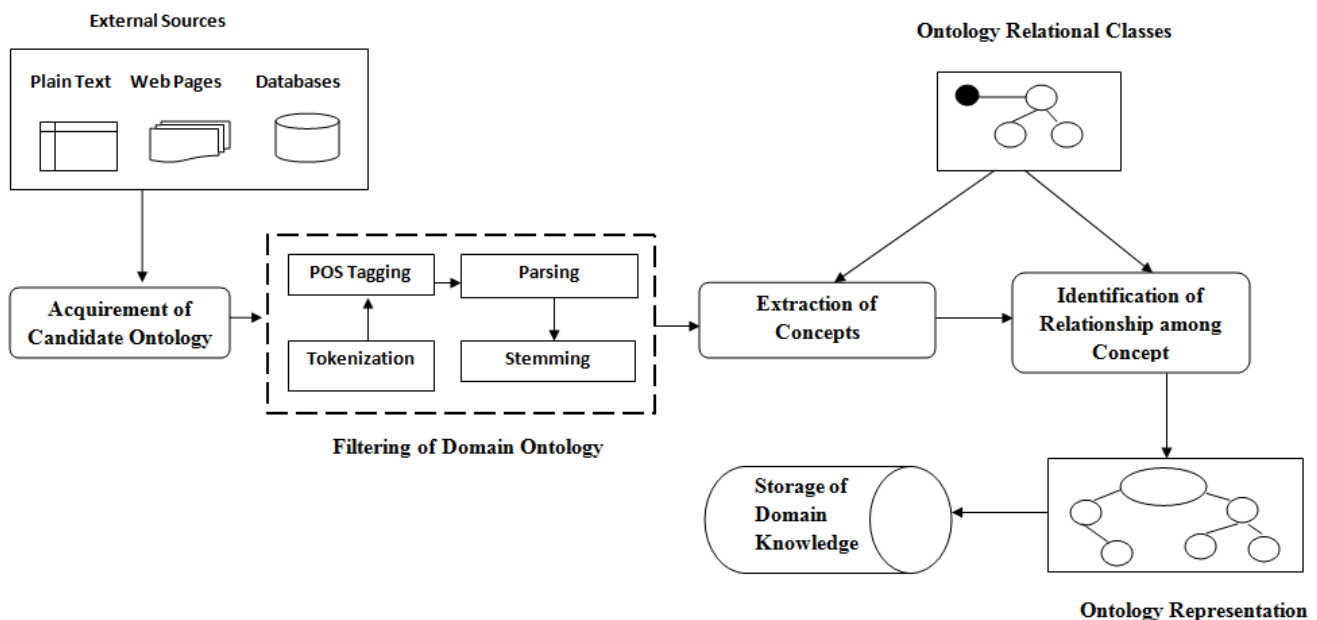 External Sources
Plain Text
Web Pages
Databases
Ontology Relational Classes
Acquirement of
Candidate Ontology
POS Tagging
Parsing
Tokenization
Stemming
Filtering of Domain Ontology
Extraction of
Concepts
Identification of
Relationship among
Concept
Storage of
Domain
Knowledge
Ontology Representation